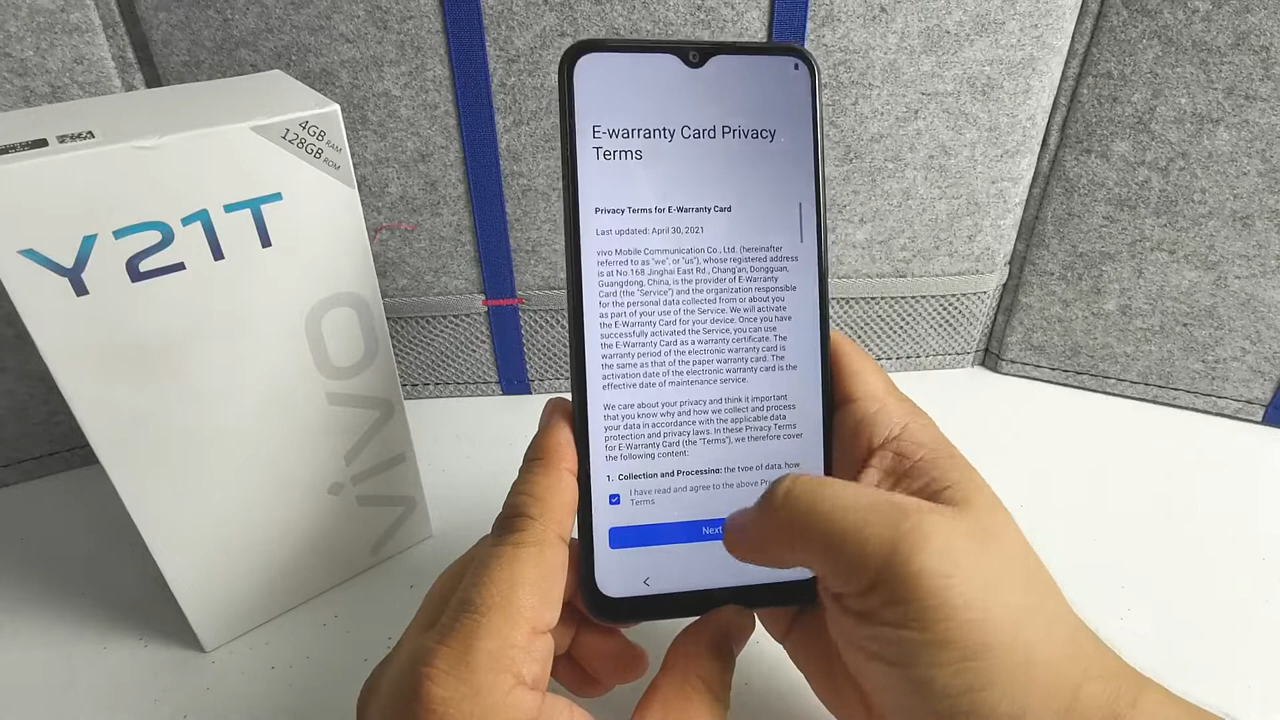 4GB RAM
128GB ROM
Y21T
vivo
E-warranty Card Privacy
Terms
Privacy Terms for E-Warranty Card
Last updated: April 30, 2021
vivo Mobile Communication Co., Ltd. (hereinafter
referred to as "we", or "us"), whose registered address
is at No.168 Jinghai East Rd., Chang'an, Dongguan,
Guangdong, China, is the provider of E-Warranty
Card (the "Service") and the organization responsible
for the personal data collected from or about you
as part of your use of the Service. We will activate
the E-Warranty Card for your device. Once you have
successfully activated the Service, you can use
the E-Warranty Card as a warranty certificate. The
warranty period of the electronic warranty card is
the same as that of the paper warranty card. The
activation date of the electronic warranty card is the
effective date of maintenance service.
We care about your privacy and think it important
that you know why and how we collect and process
your data in accordance with the applicable data
protection and privacy laws. In these Privacy Terms
for E-Warranty Card (the "Terms"), we therefore cover
the following content:
1. Collection and Processing: the type of data, how
I have read and agree to the above
Terms
Next